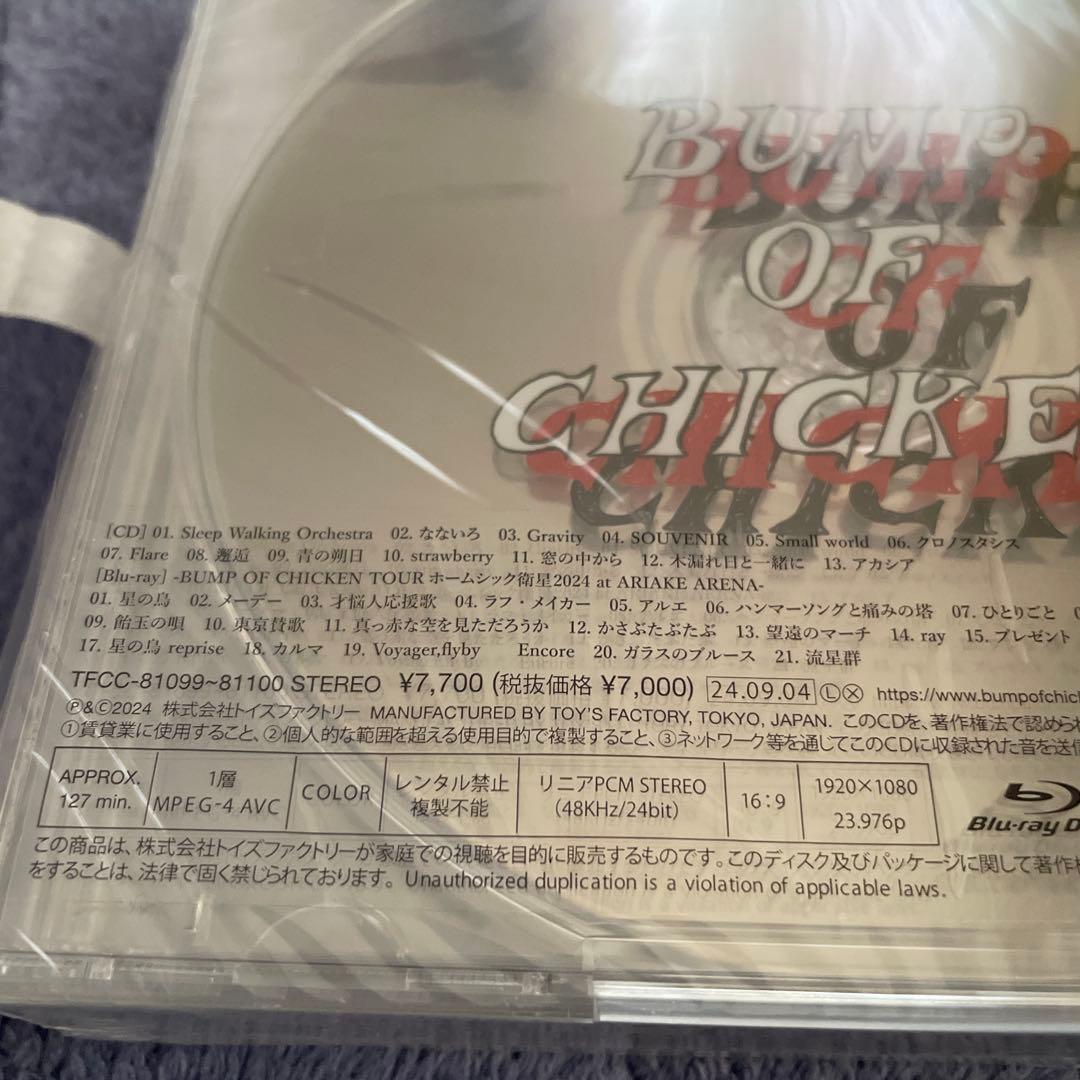 BUMP
OF
CHICKE
[CD] 01. Sleep Walking Orchestra 02. なないろ 03. Gravity 04. SOUVENIR 05. Small world 06. クロノスタシス
07. Flare 08. 邂逅 09. 青の朔日 10. strawberry 11. 窓の中から 12. 木漏れ日と一緒に 13. アカシア
[Blu-ray] -BUMP OF CHICKEN TOUR ホームシック衛星2024 at ARIAKE ARENA-
01. 星の鳥 02. メーデー 03. 才悩人応援歌 04. ラフ・メイカー 05. アルエ 06. ハンマーソングと痛みの塔 07. ひとりごと
09. 飴玉の唄 10. 東京賛歌 11. 真っ赤な空を見ただろうか 12. かさぶたぶたぶ 13. 望遠のマーチ 14. ray 15. プレゼント
17. 星の鳥 reprise 18. カルマ 19. Voyager,flyby Encore 20. ガラスのブルース 21. 流星群
TFCC-81099~81100 STEREO ¥7,700 (税抜価格 ¥7,000) 24.09.04 Ⓛ Ⓧ https://www.bumpofchic
Ⓟ&Ⓒ2024 株式会社トイズファクトリー MANUFACTURED BY TOY'S FACTORY, TOKYO, JAPAN. このCDを、著作権法で認められ
①賃貸業に使用すること、②個人的な範囲を超える使用目的で複製すること、③ネットワーク等を通じてこのCDに収録された音を送信
APPROX. 127 min. 1層 MPEG-4 AVC COLOR レンタル禁止 複製不能 リニアPCM STEREO (48KHz/24bit) 16:9 1920×1080 23.976p
Blu-ray D
この商品は、株式会社トイズファクトリーが家庭での視聴を目的に販売するものです。このディスク及びパッケージに関して著作権
をすることは、法律で固く禁じられております。 Unauthorized duplication is a violation of applicable laws.